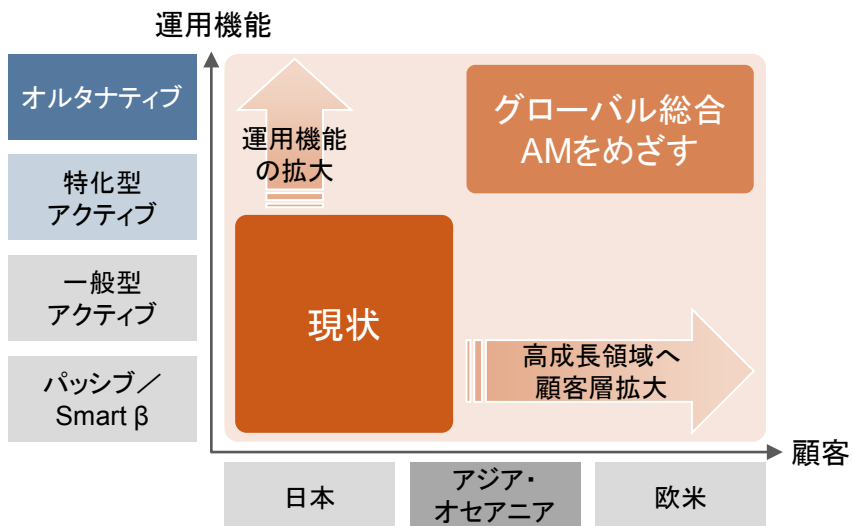 運用機能
オルタナティブ
特化型
アクティブ
一般型
アクティブ
パッシブ／
Smart β
運用機能
の拡大
グローバル総合
AMをめざす
現状
高成長領域へ
顧客層拡大
顧客
日本
アジア・
オセアニア
欧米